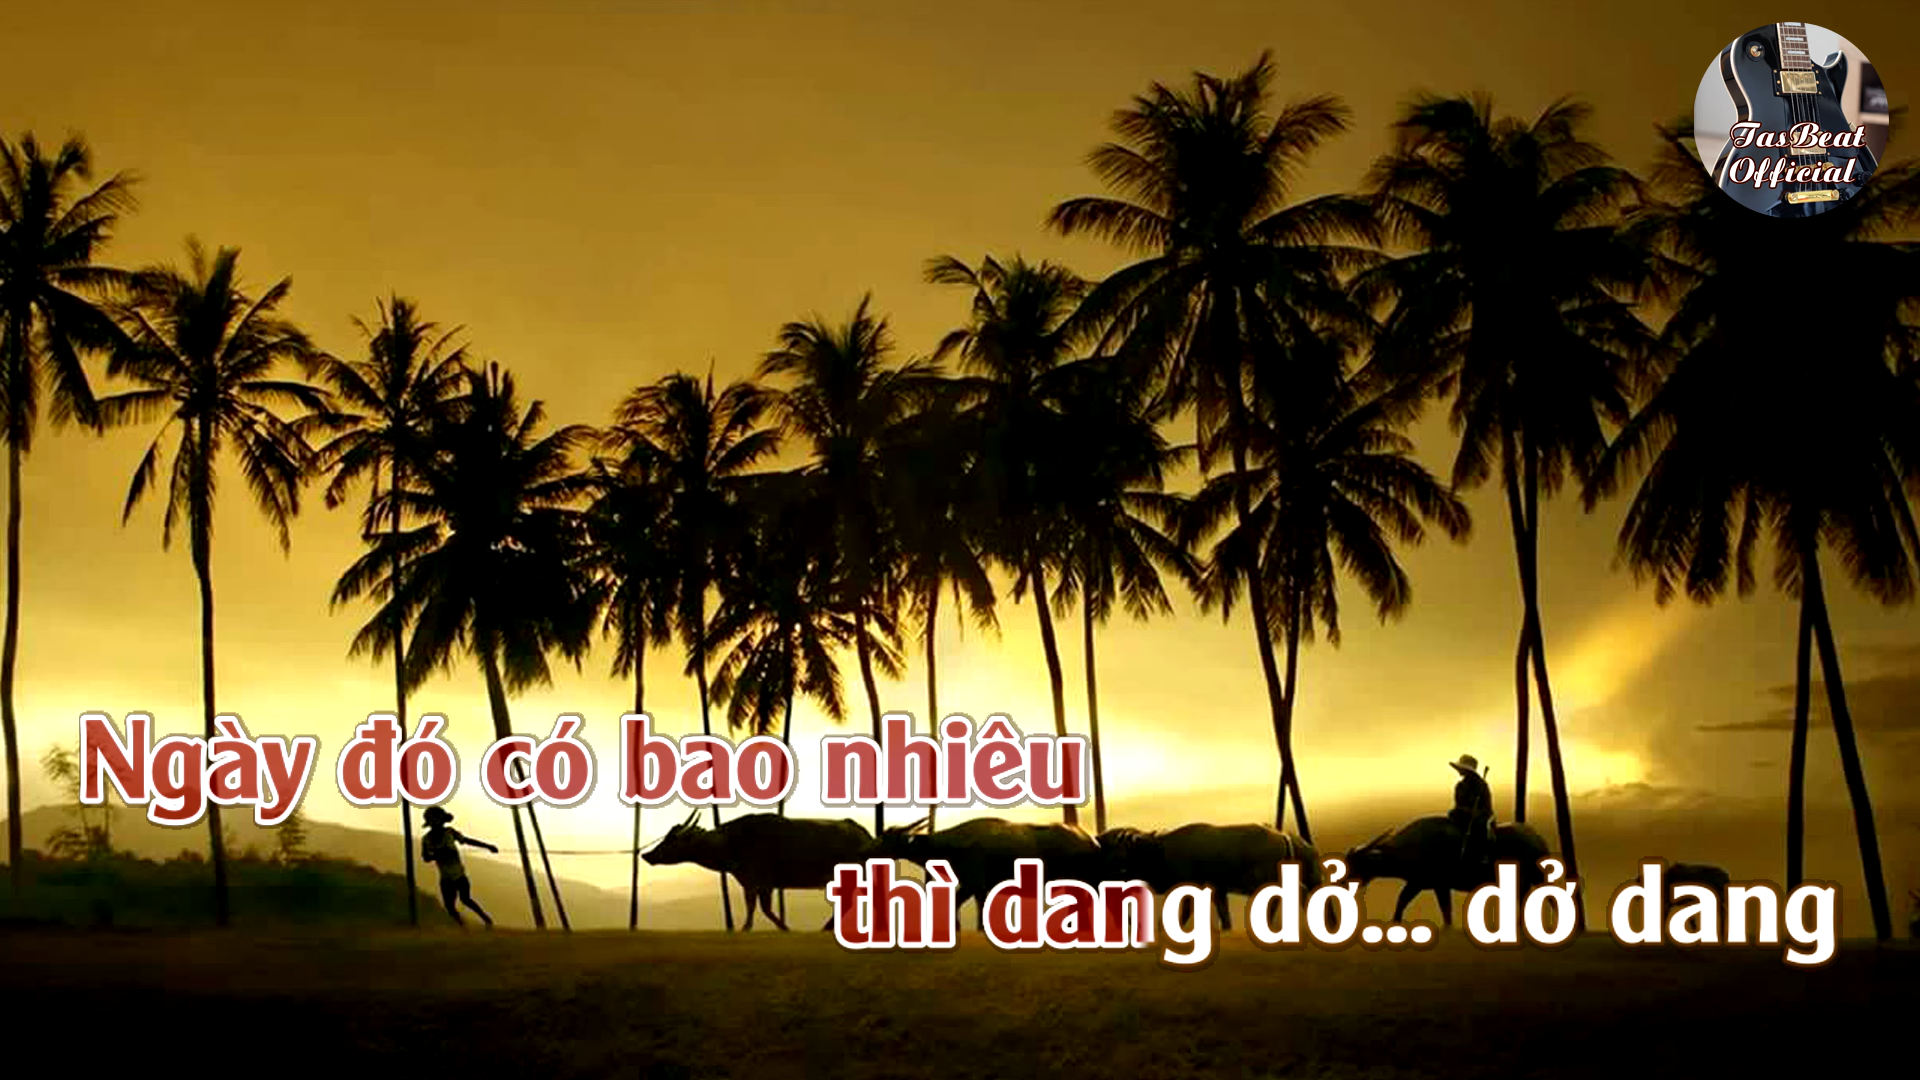 TasBeat
Official
Ngày đó có bao nhiêu
thì dang dở... dở dang